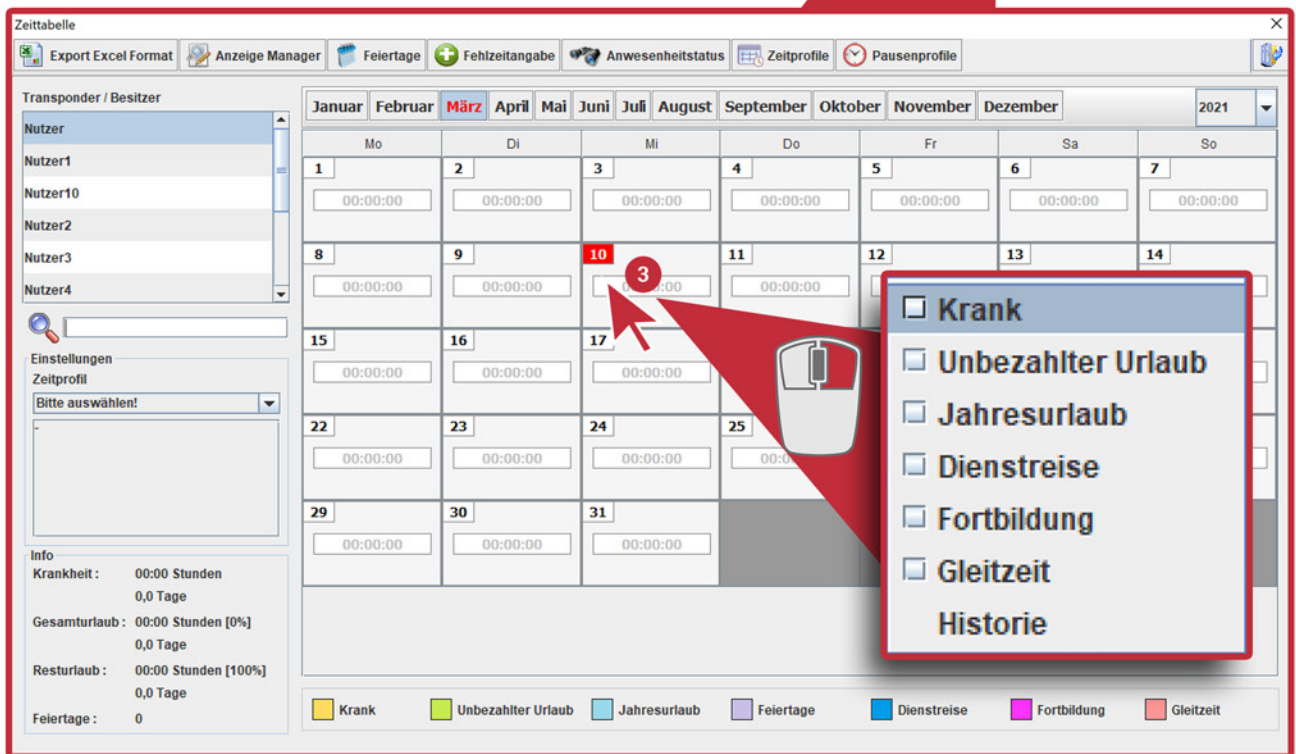 Zeittabelle
Export Excel Format Anzeige Manager Feiertage Fehlzeitangabe Anwesenheitstatus Zeitprofile Pausenprofile
Transponder / Besitzer
Nutzer
Nutzer1
Nutzer10
Nutzer2
Nutzer3
Nutzer4
Einstellungen
Zeitprofil
Bitte auswählen!
-
Info
Krankheit : 00:00 Stunden
0,0 Tage
Gesamturlaub : 00:00 Stunden [0%]
0,0 Tage
Resturlaub : 00:00 Stunden [100%]
0,0 Tage
Feiertage : 0
Januar Februar März April Mai Juni Juli August September Oktober November Dezember 2021
Mo Di Mi Do Fr Sa So
1 2 3 4 5 6 7
00:00:00 00:00:00 00:00:00 00:00:00 00:00:00 00:00:00 00:00:00
8 9 10 11 12 13 14
3
00:00:00 00:00:00 :00 00:00:00
15 16 17
00:00:00 00:00:00 00:00:00
22 23 24 25
00:00:00 00:00:00 00:00:00 00:0
29 30 31
00:00:00 00:00:00 00:00:00
Krank
Unbezahlter Urlaub
Jahresurlaub
Dienstreise
Fortbildung
Gleitzeit
Historie
Krank Unbezahlter Urlaub Jahresurlaub Feiertage Dienstreise Fortbildung Gleitzeit